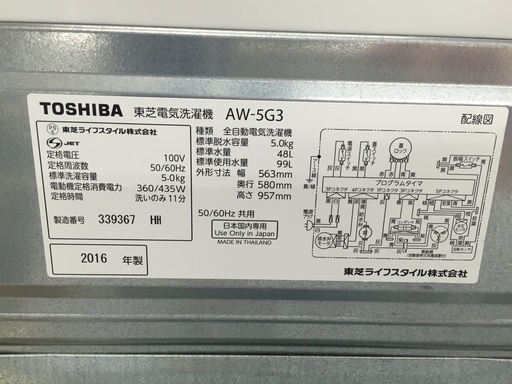 TOSHIBA 東芝電気洗濯機 AW-5G3 配線図
東芝ライフスタイル株式会社
JET
定格電圧 100V
定格周波数 50/60Hz
標準洗濯容量 5.0kg
電動機定格消費電力 360/435W
定格時間 洗いのみ 11分
製造番号 339367 HH
2016 年製
種類 全自動電気洗濯機
標準脱水容量 5.0kg
標準水量 48L
標準使用水量 99L
外形寸法 幅 563mm
奥行 580mm
高さ 957mm
50/60Hz 共用
日本国内専用
Use Only in Japan
MADE IN THAILAND
蓋
ロック
プログラムタイマ
東芝ライフスタイル株式会社